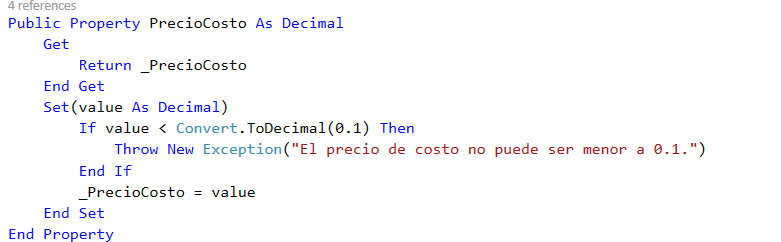 4 references
Public Property PrecioCosto As Decimal
    Get
        Return _PrecioCosto
    End Get
    Set(value As Decimal)
        If value < Convert.ToDecimal(0.1) Then
            Throw New Exception("El precio de costo no puede ser menor a 0.1.")
        End If
        _PrecioCosto = value
    End Set
End Property